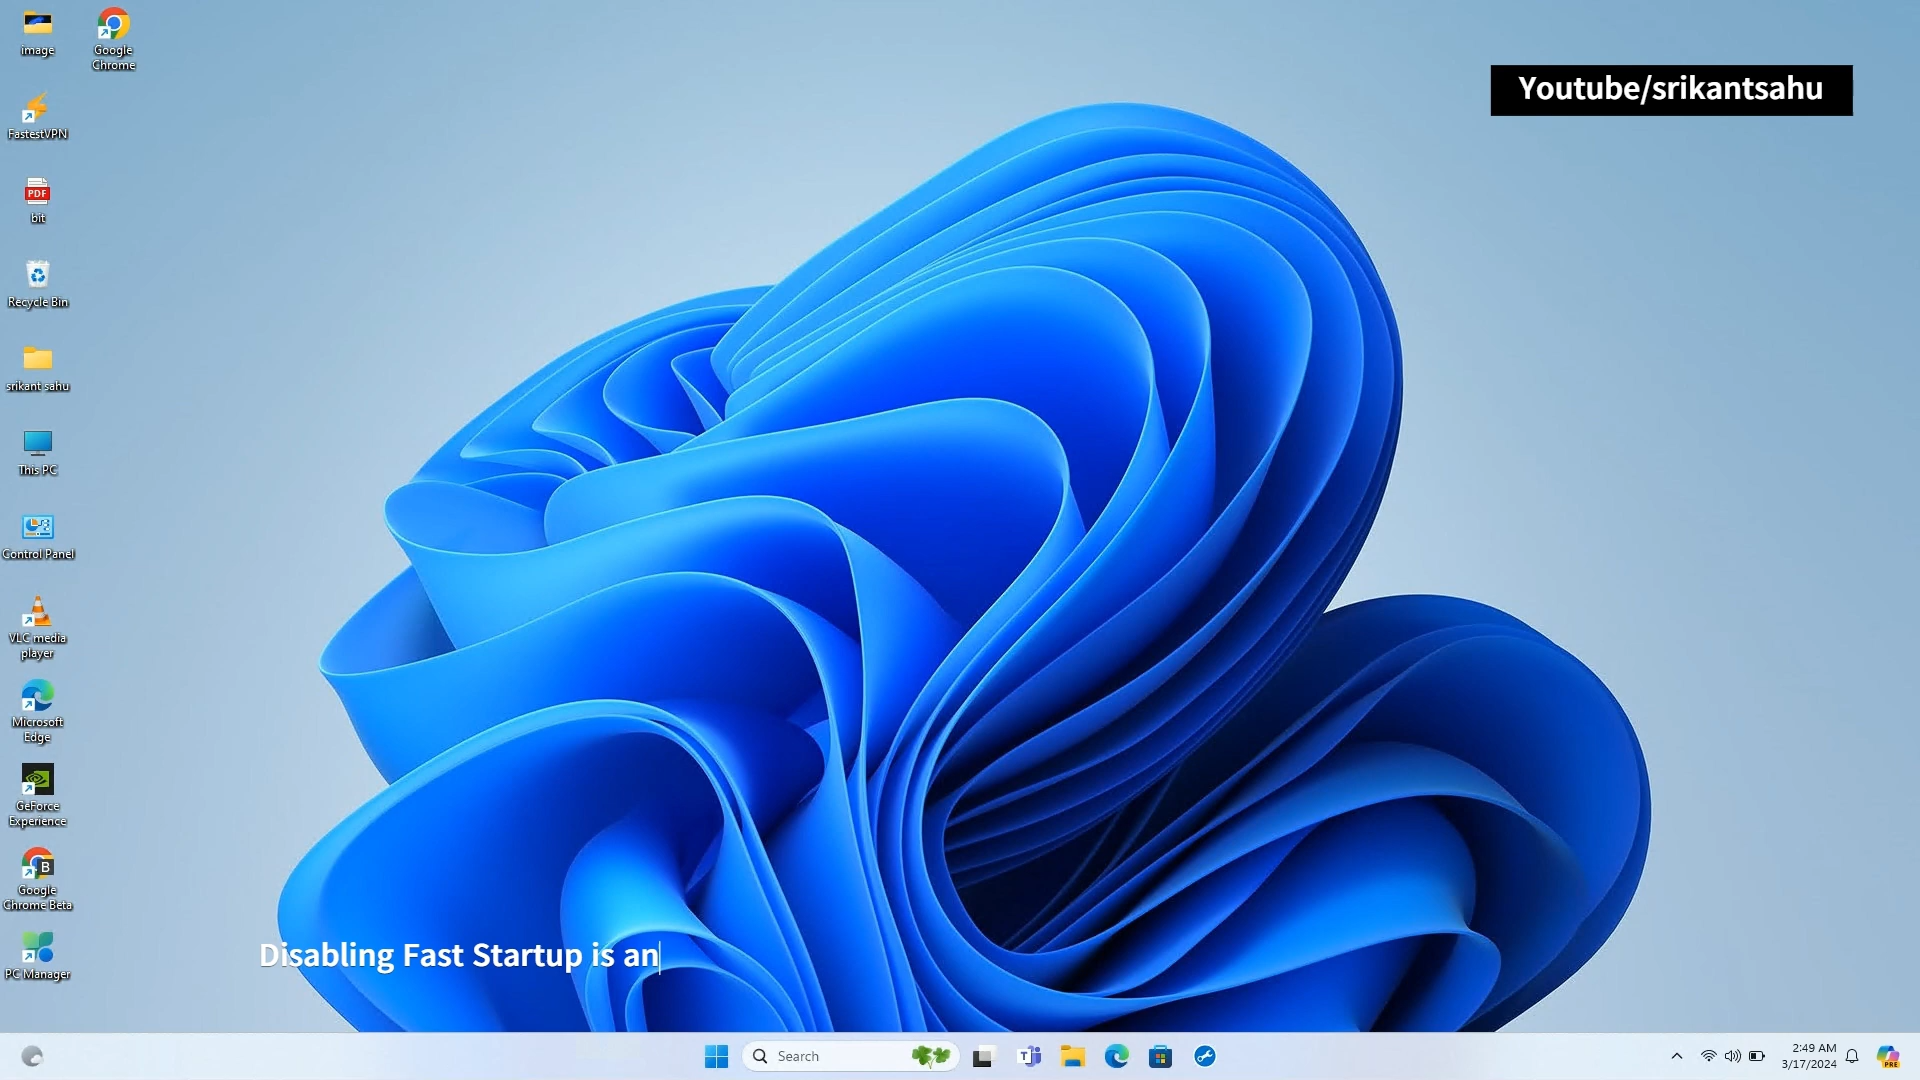 image
Google
Chrome
Youtube/srikantsahu
FastestVPN
PDF
bit
Recycle Bin
srikant sahu
This PC
Control Panel
VLC media
player
Microsoft
Edge
GeForce
Experience
B
Google
Chrome Beta
Disabling Fast Startup is an
PC Manager
Search
2:49 AM
3/17/2024
PRE